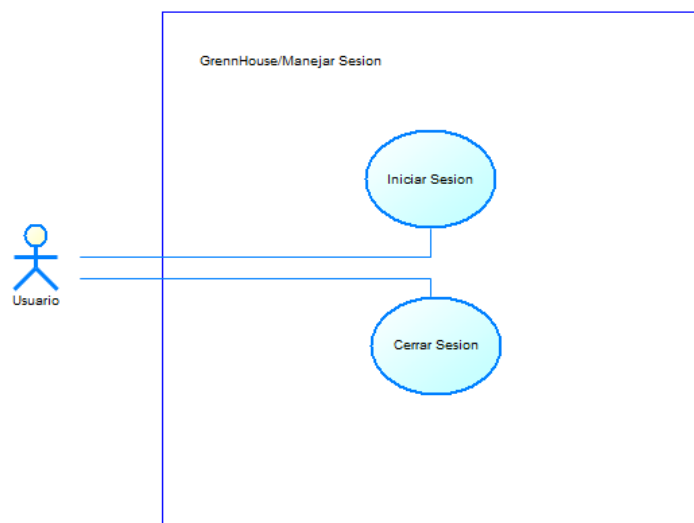 GrennHouse/Manejar Sesion
Iniciar Sesion
Usuario
Cerrar Sesion